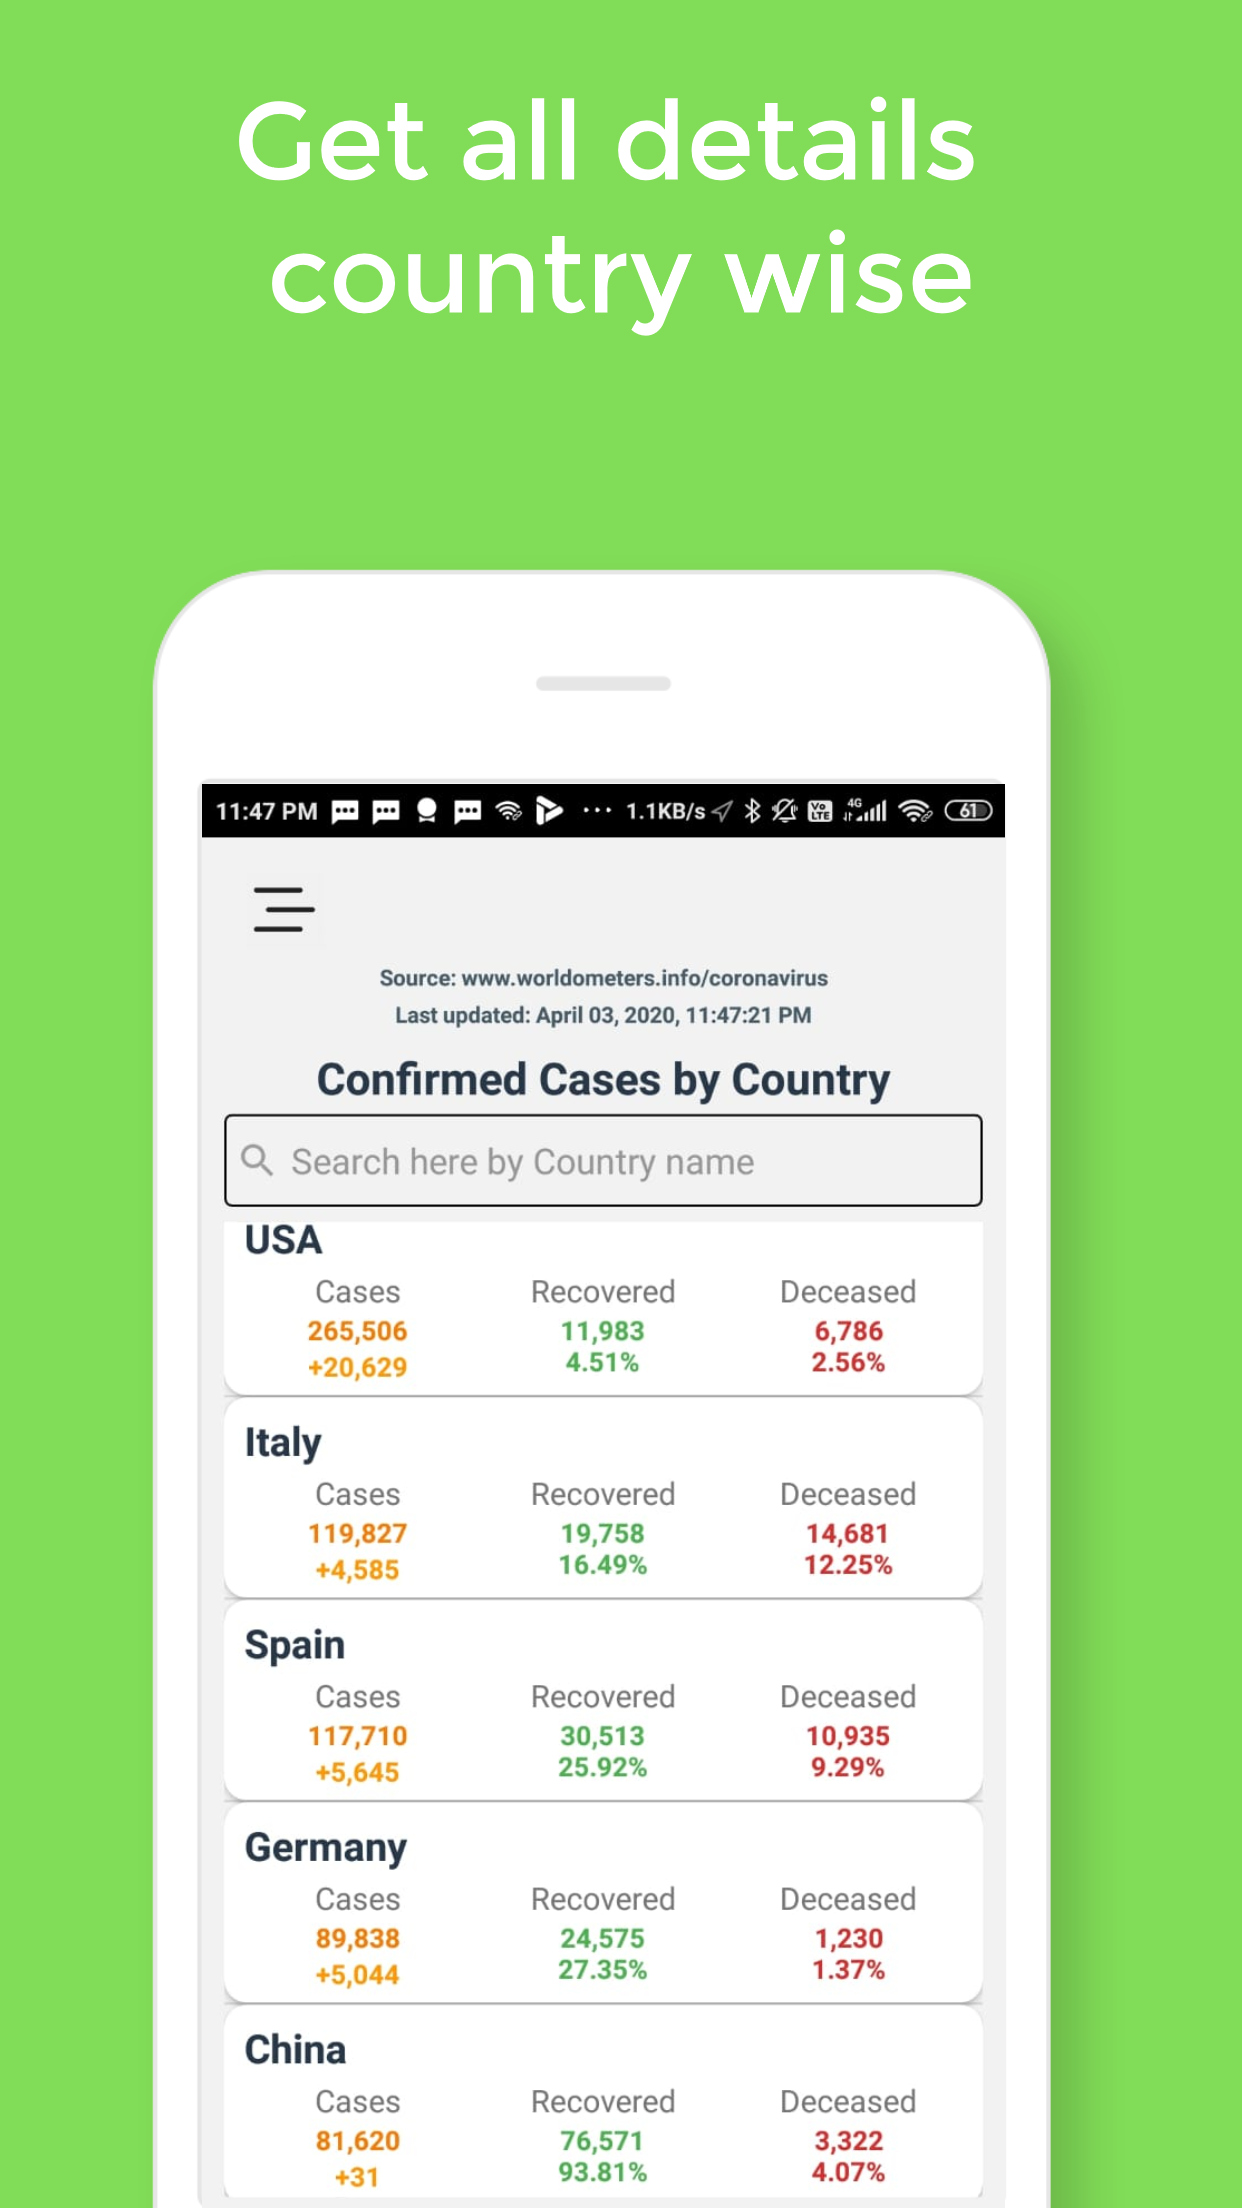 Get all details
country wise
11:47 PM ... 1.1KB/s VoLTE 4G 61
Source: www.worldometers.info/coronavirus
Last updated: April 03, 2020, 11:47:21 PM
Confirmed Cases by Country
Search here by Country name
USA
Cases Recovered Deceased
265,506 11,983 6,786
+20,629 4.51% 2.56%
Italy
Cases Recovered Deceased
119,827 19,758 14,681
+4,585 16.49% 12.25%
Spain
Cases Recovered Deceased
117,710 30,513 10,935
+5,645 25.92% 9.29%
Germany
Cases Recovered Deceased
89,838 24,575 1,230
+5,044 27.35% 1.37%
China
Cases Recovered Deceased
81,620 76,571 3,322
+31 93.81% 4.07%